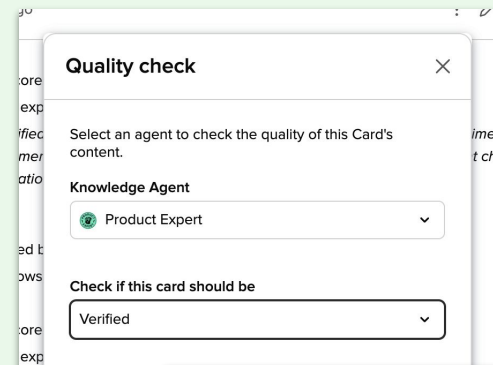 Quality check
Select an agent to check the quality of this Card's
content.
Knowledge Agent
Product Expert
Check if this card should be
Verified